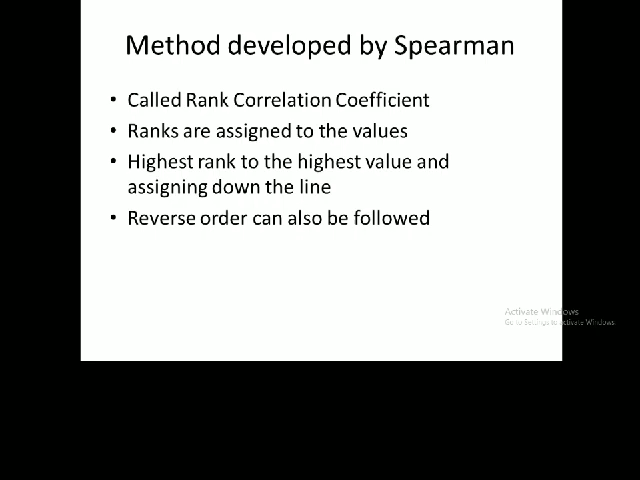 Method developed by Spearman
• Called Rank Correlation Coefficient
• Ranks are assigned to the values
• Highest rank to the highest value and
assigning down the line
• Reverse order can also be followed
Activate Windows
Go to Settings to activate Windows.